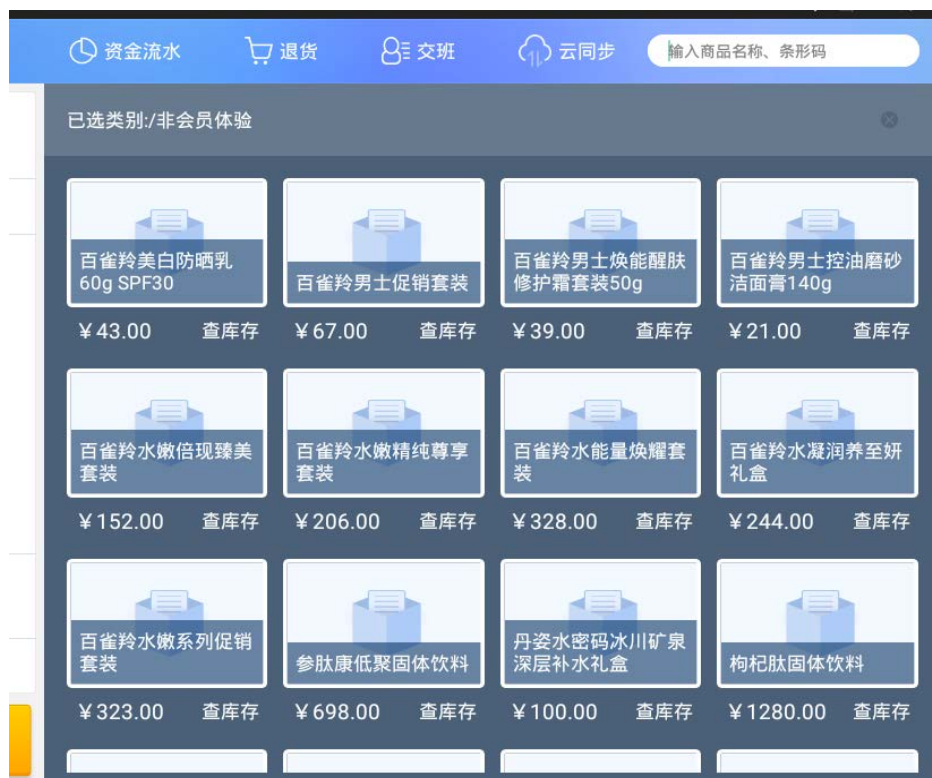 资金流水 退货 交班 云同步 输入商品名称、条形码
已选类别:/非会员体验
百雀羚美白防晒乳
60g SPF30
百雀羚男士促销套装
百雀羚男士焕能醒肤
修护霜套装50g
百雀羚男士控油磨砂
洁面膏140g
¥43.00 查库存 ¥67.00 查库存 ¥39.00 查库存 ¥21.00 查库存
百雀羚水嫩倍现臻美
套装
百雀羚水嫩精纯尊享
套装
百雀羚水能量焕耀套
装
百雀羚水凝润养至妍
礼盒
¥152.00 查库存 ¥206.00 查库存 ¥328.00 查库存 ¥244.00 查库存
百雀羚水嫩系列促销
套装
参肽康低聚固体饮料
丹姿水密码冰川矿泉
深层补水礼盒
枸杞肽固体饮料
¥323.00 查库存 ¥698.00 查库存 ¥100.00 查库存 ¥1280.00 查库存